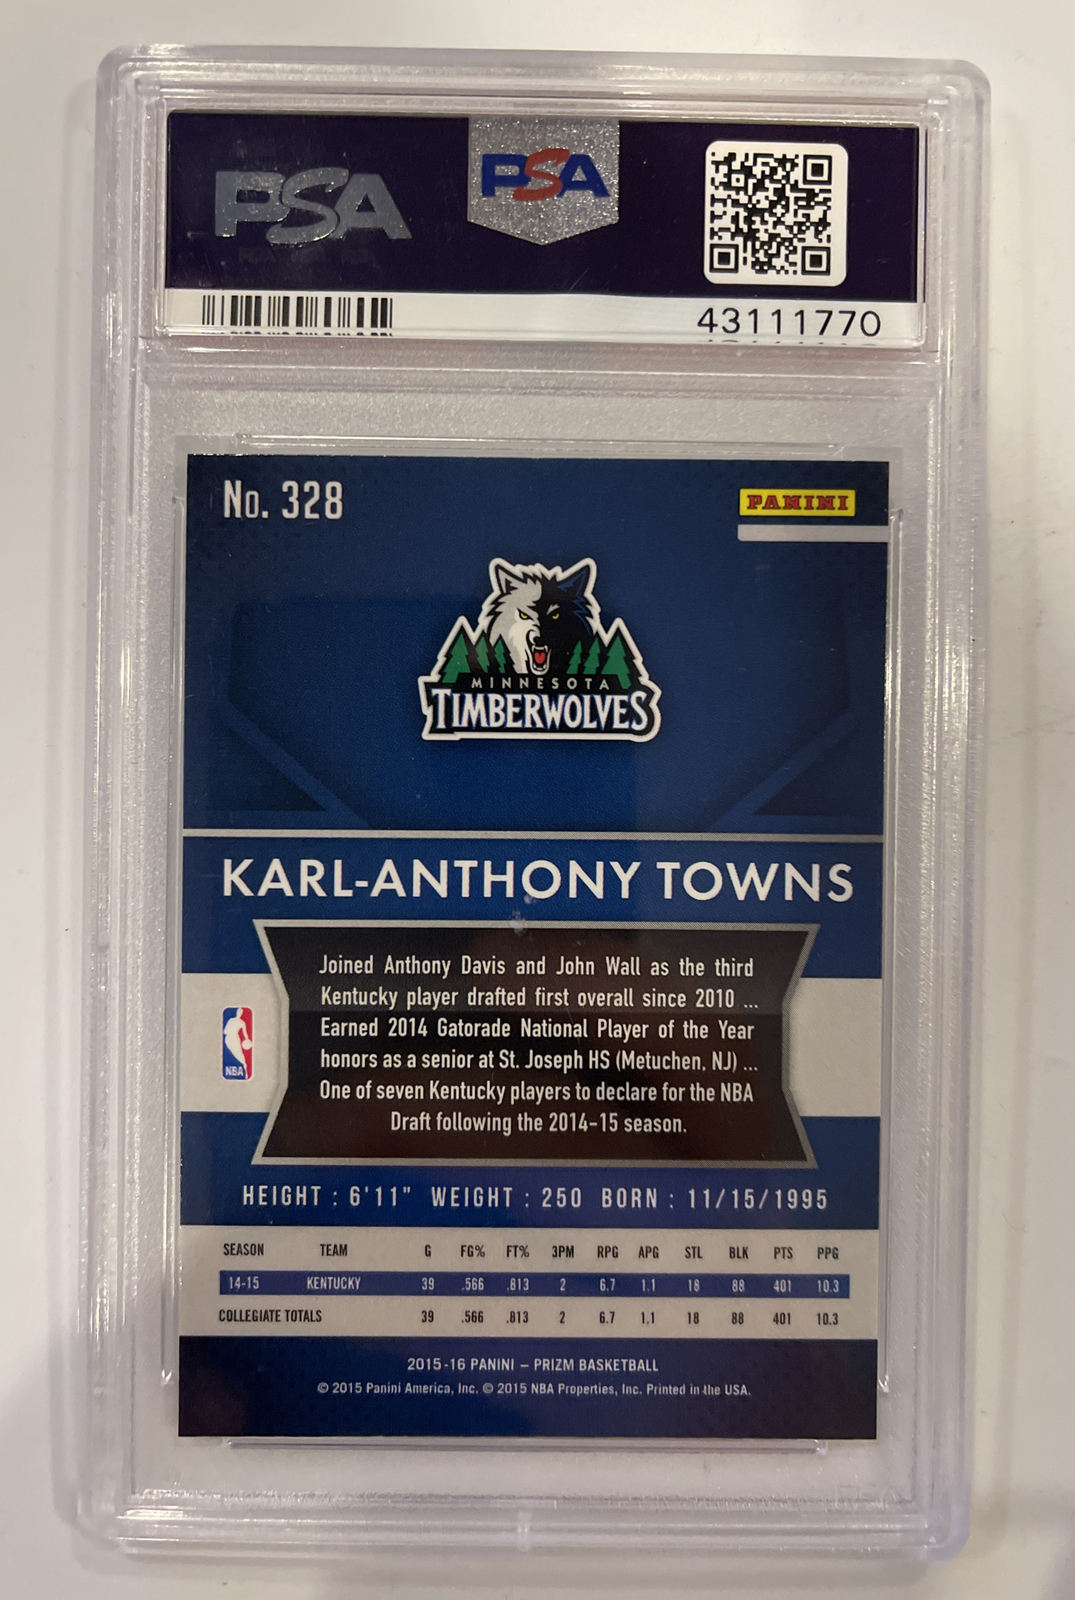 PSA
PSA
43111770
No. 328
PANINI
MINNESOTA
TIMBERWOLVES
KARL-ANTHONY TOWNS
Joined Anthony Davis and John Wall as the third
Kentucky player drafted first overall since 2010 ...
Earned 2014 Gatorade National Player of the Year
honors as a senior at St. Joseph HS (Metuchen, NJ) ...
One of seven Kentucky players to declare for the NBA
Draft following the 2014-15 season.
NBA
HEIGHT : 6'11" WEIGHT : 250 BORN : 11/15/1995
SEASON TEAM G FG% FT% 3PM RPG APG STL BLK PTS PPG
14-15 KENTUCKY 39 .566 .813 2 6.7 1.1 18 88 401 10.3
COLLEGIATE TOTALS 39 .566 .813 2 6.7 1.1 18 88 401 10.3
2015-16 PANINI – PRIZM BASKETBALL
© 2015 Panini America, Inc. © 2015 NBA Properties, Inc. Printed in the USA.